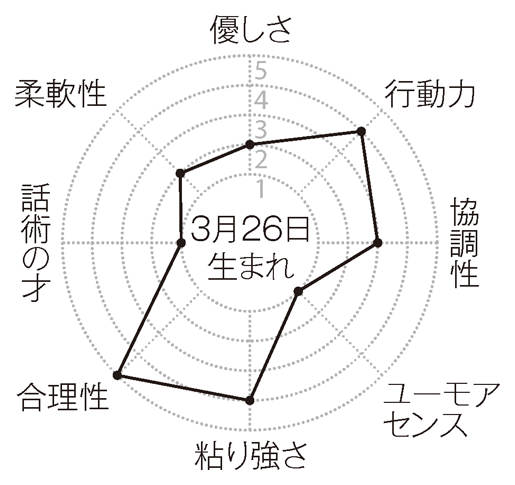 優しさ
行動力
協調性
ユーモア
センス
粘り強さ
合理性
話術の才
柔軟性
5
4
3
2
1
3月26日
生まれ